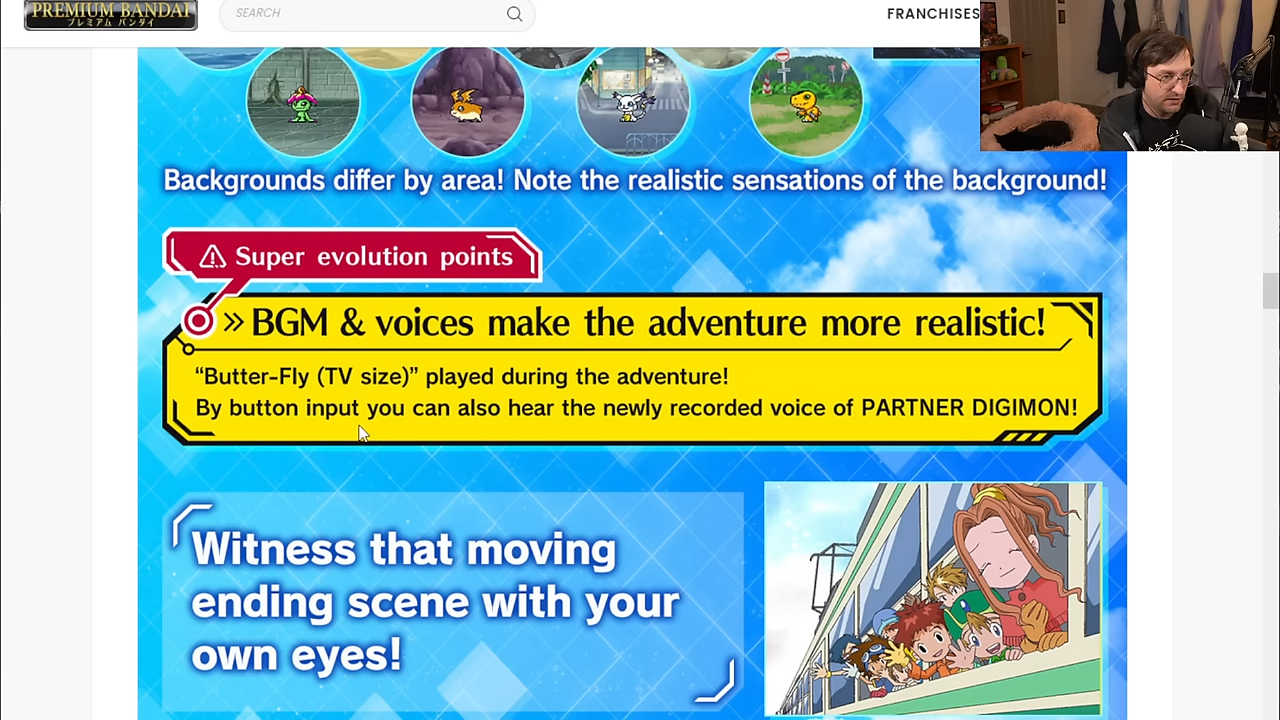 PREMIUM BANDAI
プレミアム バンダイ
SEARCH
FRANCHISES
Backgrounds differ by area! Note the realistic sensations of the background!
Super evolution points
>> BGM & voices make the adventure more realistic!
“Butter-Fly (TV size)” played during the adventure!
By button input you can also hear the newly recorded voice of PARTNER DIGIMON!
Witness that moving
ending scene with your
own eyes!